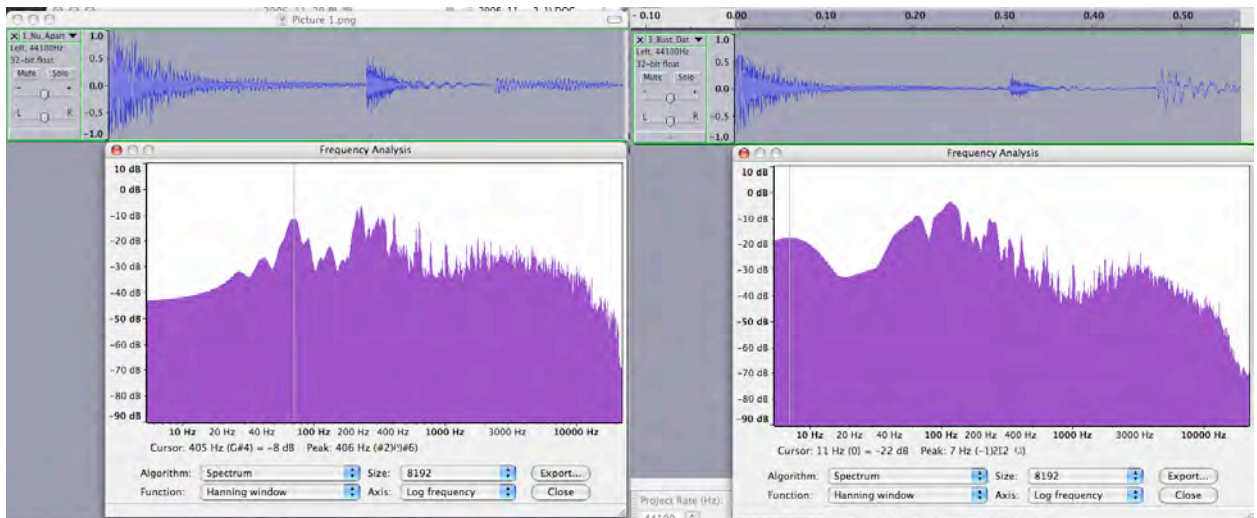 Picture 1.png
- 0.10 0.00 0.10 0.20 0.30 0.40 0.50
× 1_Nu_Apart
Left, 44100Hz
32-bit float
Mute Solo
- +
L R
1.0
0.5
0.0
-0.5
-1.0
× 3_Bust_Dat
Left, 44100Hz
32-bit float
Mute Solo
- +
L R
1.0
0.5
0.0
-0.5
-1.0
Frequency Analysis
10 dB
0 dB
-10 dB
-20 dB
-30 dB
-40 dB
-50 dB
-60 dB
-70 dB
-80 dB
-90 dB
10 Hz 20 Hz 40 Hz 100 Hz 200 Hz 400 Hz 1000 Hz 3000 Hz 10000 Hz
Cursor: 405 Hz (G#4) = -8 dB Peak: 406 Hz
Algorithm: Spectrum Size: 8192 Export...
Function: Hanning window Axis: Log frequency Close
Frequency Analysis
10 dB
0 dB
-10 dB
-20 dB
-30 dB
-40 dB
-50 dB
-60 dB
-70 dB
-80 dB
-90 dB
10 Hz 20 Hz 40 Hz 100 Hz 200 Hz 400 Hz 1000 Hz 3000 Hz 10000 Hz
Cursor: 11 Hz (0) = -22 dB Peak: 7 Hz
Algorithm: Spectrum Size: 8192 Export...
Function: Hanning window Axis: Log frequency Close
Project Rate (Hz):